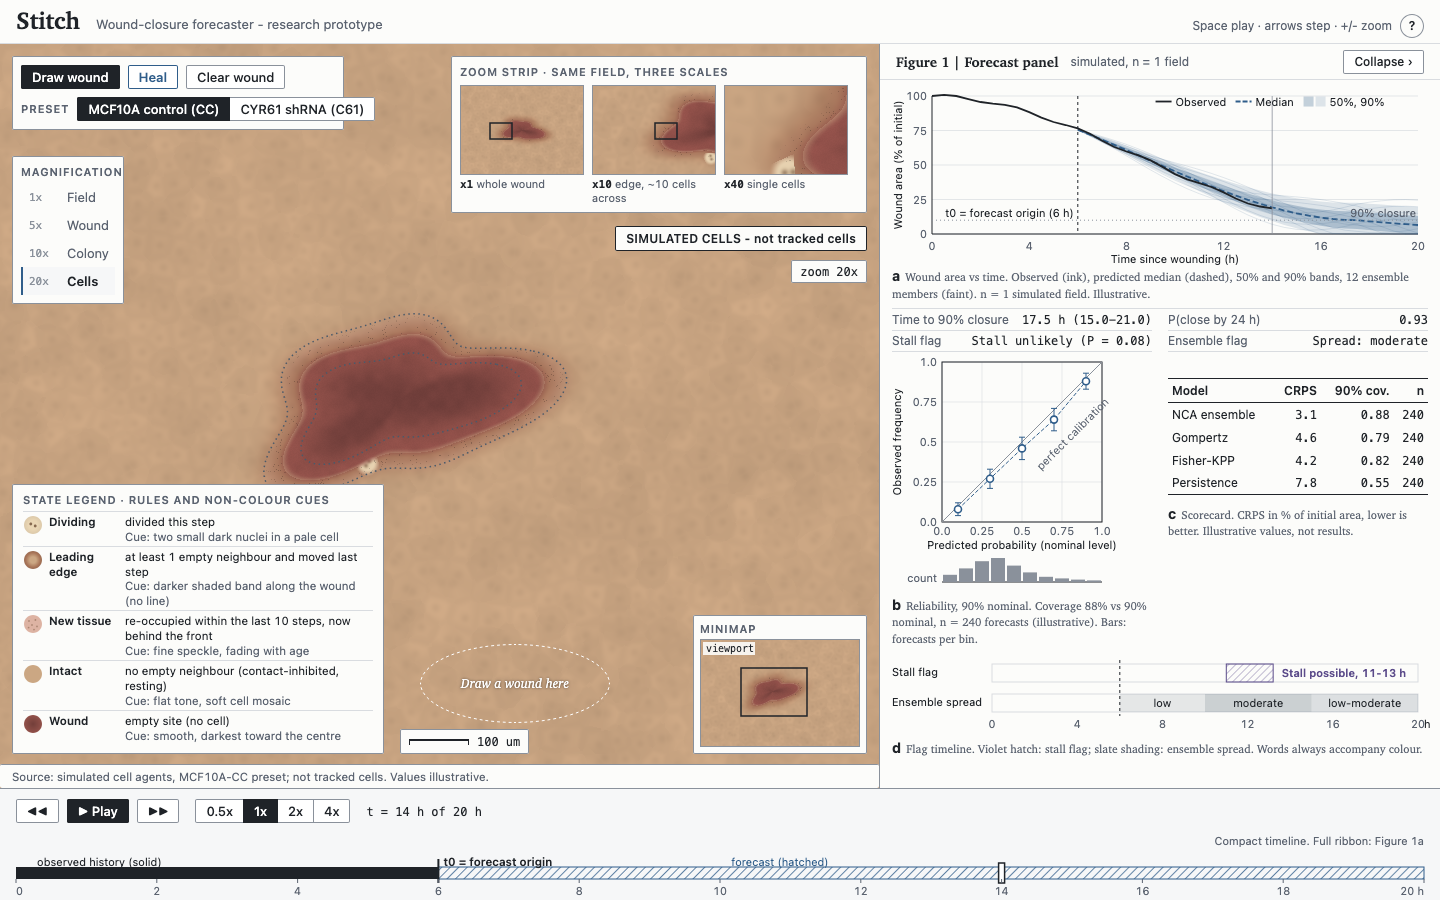 Stitch Wound-closure forecaster - research prototype
Space play · arrows step · +/- zoom ?
Draw wound Heal Clear wound
PRESET MCF10A control (CC) CYR61 shRNA (C61)
MAGNIFICATION
1x Field
5x Wound
10x Colony
20x Cells
ZOOM STRIP · SAME FIELD, THREE SCALES
x1 whole wound
x10 edge, ~10 cells
across
x40 single cells
SIMULATED CELLS - not tracked cells
zoom 20x
STATE LEGEND · RULES AND NON-COLOUR CUES
Dividing divided this step
Cue: two small dark nuclei in a pale cell
Leading edge at least 1 empty neighbour and moved last
step
Cue: darker shaded band along the wound
(no line)
New tissue re-occupied within the last 10 steps, now
behind the front
Cue: fine speckle, fading with age
Intact no empty neighbour (contact-inhibited,
resting)
Cue: flat tone, soft cell mosaic
Wound empty site (no cell)
Cue: smooth, darkest toward the centre
Draw a wound here
100 um
MINIMAP
viewport
Source: simulated cell agents, MCF10A-CC preset; not tracked cells. Values illustrative.
Figure 1 | Forecast panel simulated, n = 1 field Collapse ›
Wound area (% of initial)
100
75
50
25
0
Observed Median 50%, 90%
t0 = forecast origin (6 h)
90% closure
0 4 8 12 16 20
Time since wounding (h)
a Wound area vs time. Observed (ink), predicted median (dashed), 50% and 90% bands, 12 ensemble
members (faint). n = 1 simulated field. Illustrative.
Time to 90% closure 17.5 h (15.0–21.0)
P(close by 24 h) 0.93
Stall flag Stall unlikely (P = 0.08)
Ensemble flag Spread: moderate
Observed frequency
1.0
0.75
0.5
0.25
0.0
perfect calibration
0.0 0.25 0.5 0.75 1.0
Predicted probability (nominal level)
count
b Reliability, 90% nominal. Coverage 88% vs 90%
nominal, n = 240 forecasts (illustrative). Bars:
forecasts per bin.
Model CRPS 90% cov. n
NCA ensemble 3.1 0.88 240
Gompertz 4.6 0.79 240
Fisher-KPP 4.2 0.82 240
Persistence 7.8 0.55 240
c Scorecard. CRPS in % of initial area, lower is
better. Illustrative values, not results.
Stall flag Stall possible, 11-13 h
Ensemble spread low moderate low-moderate
0 4 8 12 16 20h
d Flag timeline. Violet hatch: stall flag; slate shading: ensemble spread. Words always accompany colour.
◀◀ ▶ Play ▶▶ 0.5x 1x 2x 4x t = 14 h of 20 h
Compact timeline. Full ribbon: Figure 1a
observed history (solid) t0 = forecast origin forecast (hatched)
0 2 4 6 8 10 12 14 16 18 20 h